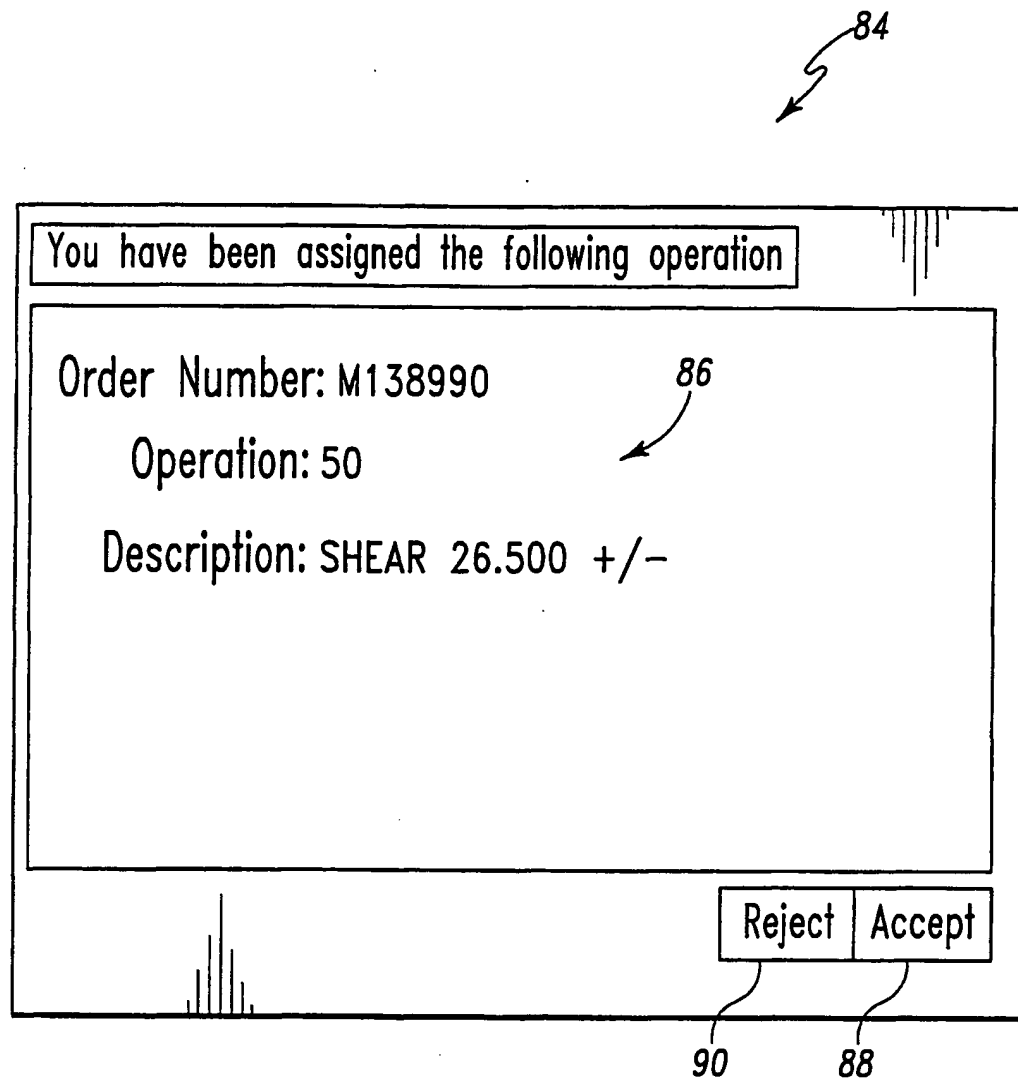 84
You have been assigned the following operation
Order Number: M138990
86
Operation: 50
Description: SHEAR 26.500 +/-
Reject
Accept
90
88